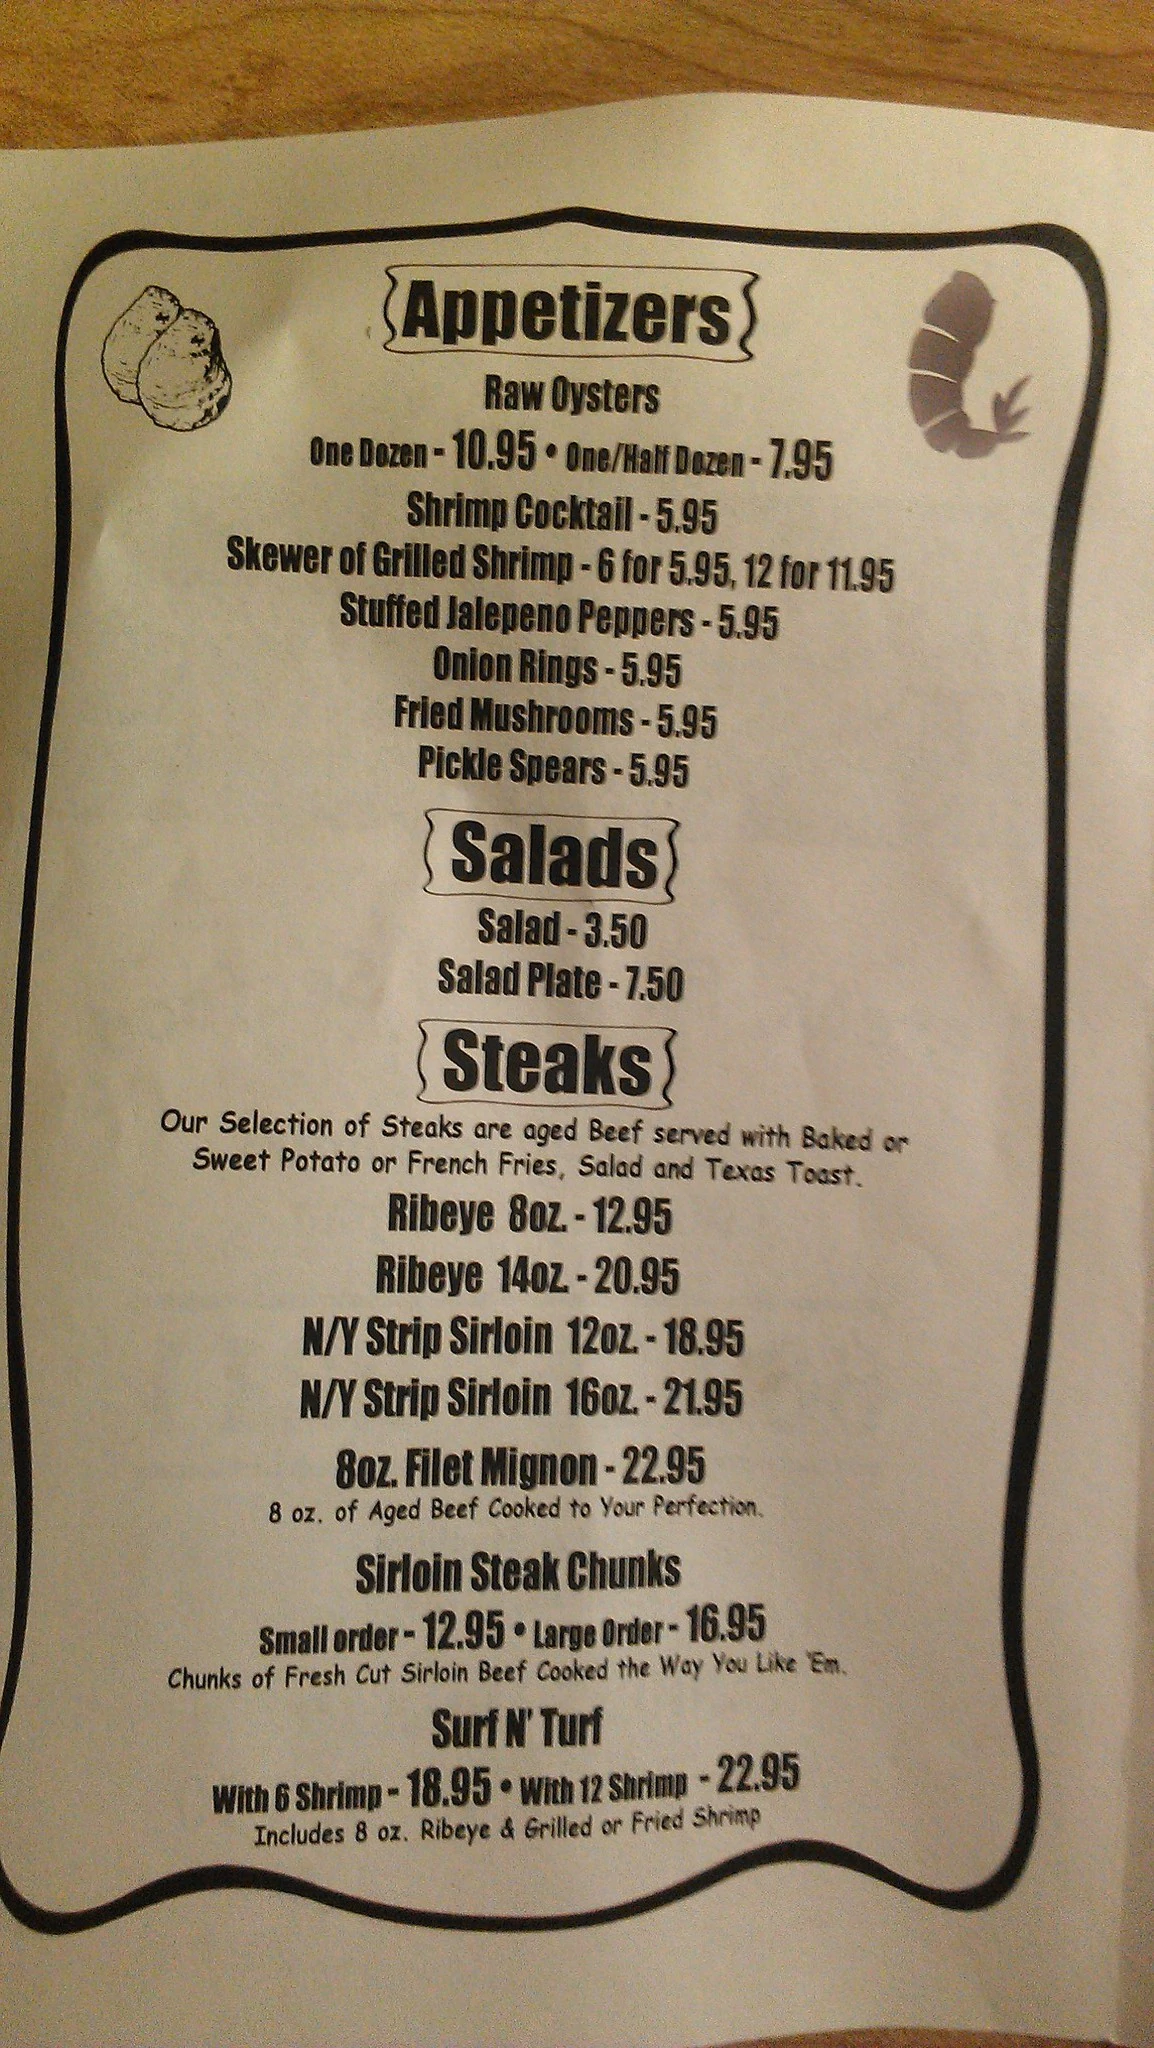 Appetizers
Raw Oysters
One Dozen - 10.95 • One/Half Dozen - 7.95
Shrimp Cocktail - 5.95
Skewer of Grilled Shrimp - 6 for 5.95, 12 for 11.95
Stuffed Jalepeno Peppers - 5.95
Onion Rings - 5.95
Fried Mushrooms - 5.95
Pickle Spears - 5.95
Salads
Salad - 3.50
Salad Plate - 7.50
Steaks
Our Selection of Steaks are aged Beef served with Baked or
Sweet Potato or French Fries, Salad and Texas Toast.
Ribeye 8oz. - 12.95
Ribeye 14oz. - 20.95
N/Y Strip Sirloin 12oz. - 18.95
N/Y Strip Sirloin 16oz. - 21.95
8oz. Filet Mignon - 22.95
8 oz. of Aged Beef Cooked to Your Perfection.
Sirloin Steak Chunks
Small order - 12.95 • Large Order - 16.95
Chunks of Fresh Cut Sirloin Beef Cooked the Way You Like 'Em.
Surf N' Turf
With 6 Shrimp - 18.95 • With 12 Shrimp - 22.95
Includes 8 oz. Ribeye & Grilled or Fried Shrimp